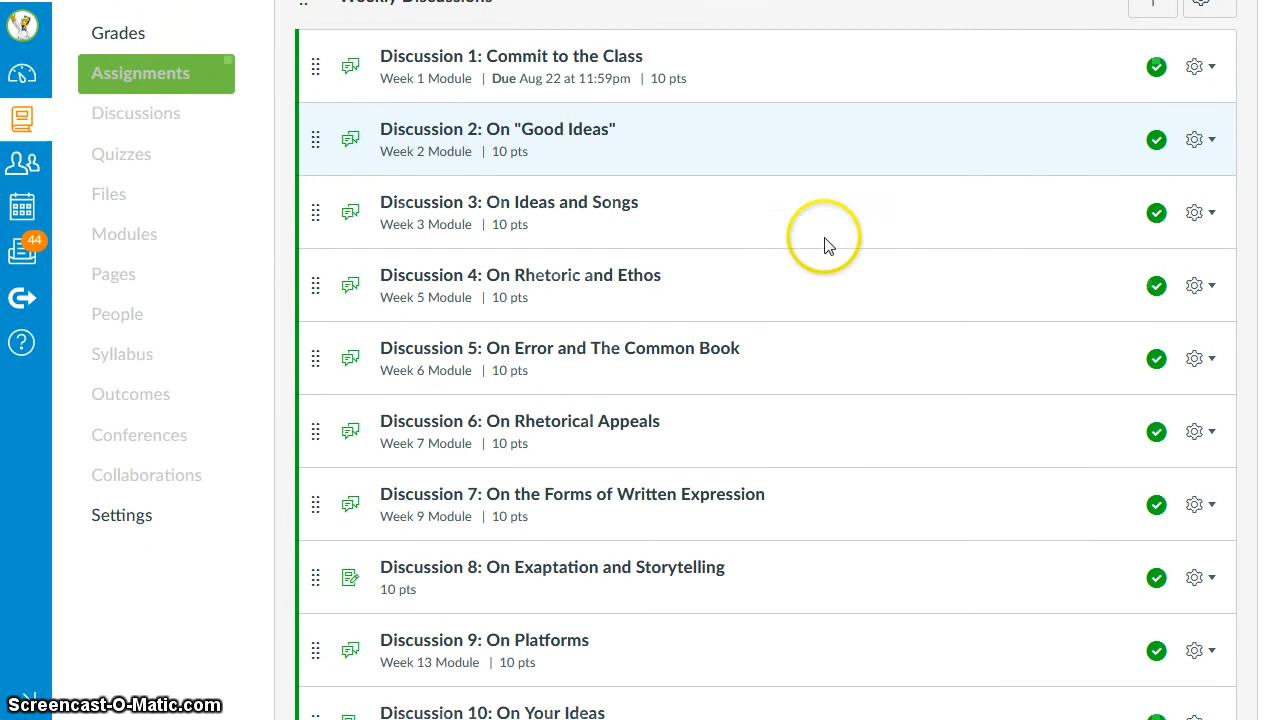 Weekly Discussions
Grades
Assignments
Discussions
Quizzes
Files
Modules
Pages
People
Syllabus
Outcomes
Conferences
Collaborations
Settings
44
Discussion 1: Commit to the Class
Week 1 Module | Due Aug 22 at 11:59pm | 10 pts
Discussion 2: On "Good Ideas"
Week 2 Module | 10 pts
Discussion 3: On Ideas and Songs
Week 3 Module | 10 pts
Discussion 4: On Rhetoric and Ethos
Week 5 Module | 10 pts
Discussion 5: On Error and The Common Book
Week 6 Module | 10 pts
Discussion 6: On Rhetorical Appeals
Week 7 Module | 10 pts
Discussion 7: On the Forms of Written Expression
Week 9 Module | 10 pts
Discussion 8: On Exaptation and Storytelling
10 pts
Discussion 9: On Platforms
Week 13 Module | 10 pts
Discussion 10: On Your Ideas
Screencast-O-Matic.com